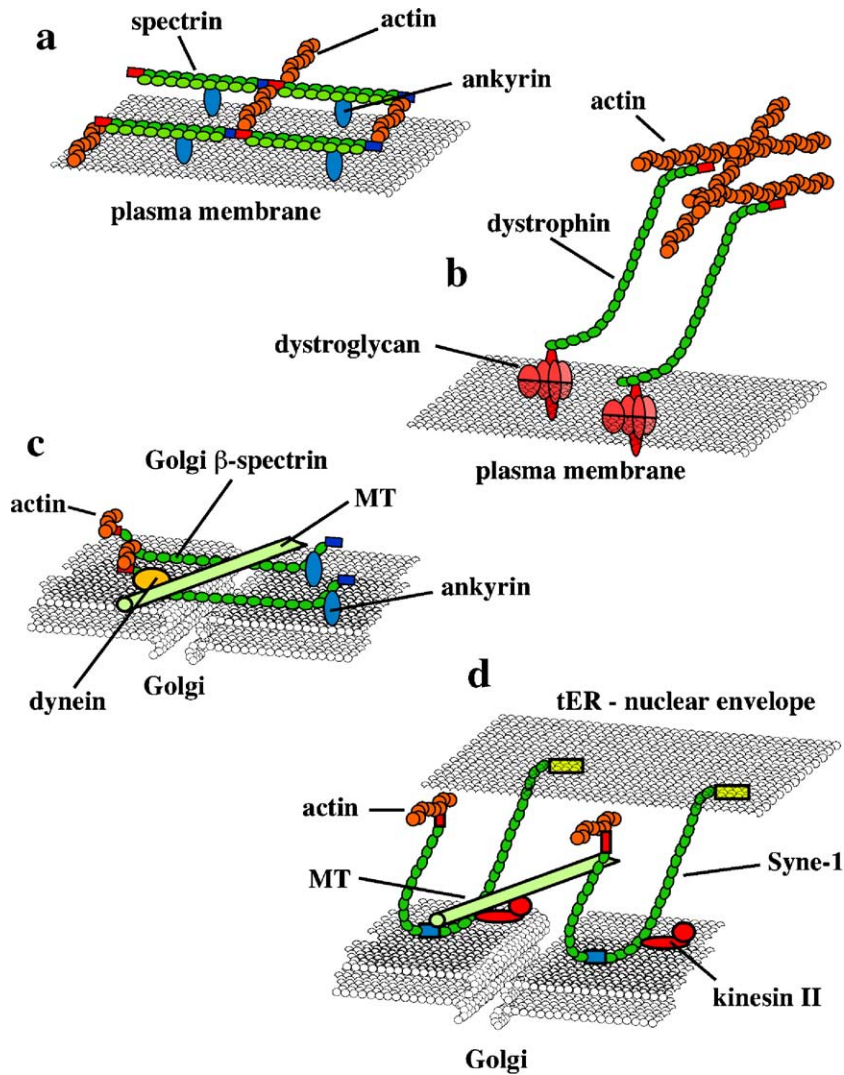 a
spectrin
actin
ankyrin
plasma membrane
actin
dystrophin
b
dystroglycan
plasma membrane
c
Golgi β-spectrin
MT
actin
ankyrin
Golgi
dynein
d
tER - nuclear envelope
actin
MT
Syne-1
kinesin II
Golgi